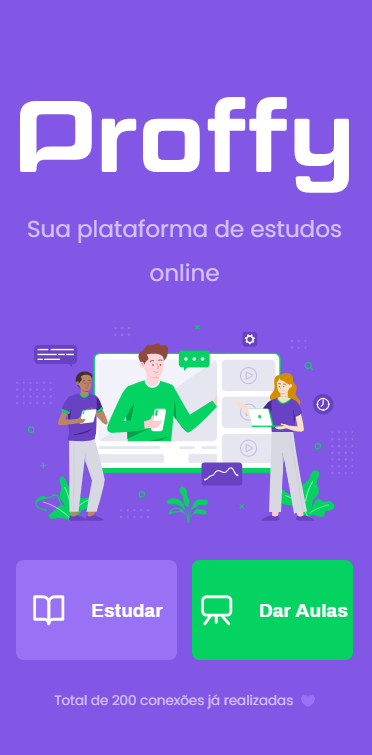 Proffy
Sua plataforma de estudos
online
Estudar
Dar Aulas
Total de 200 conexões já realizadas